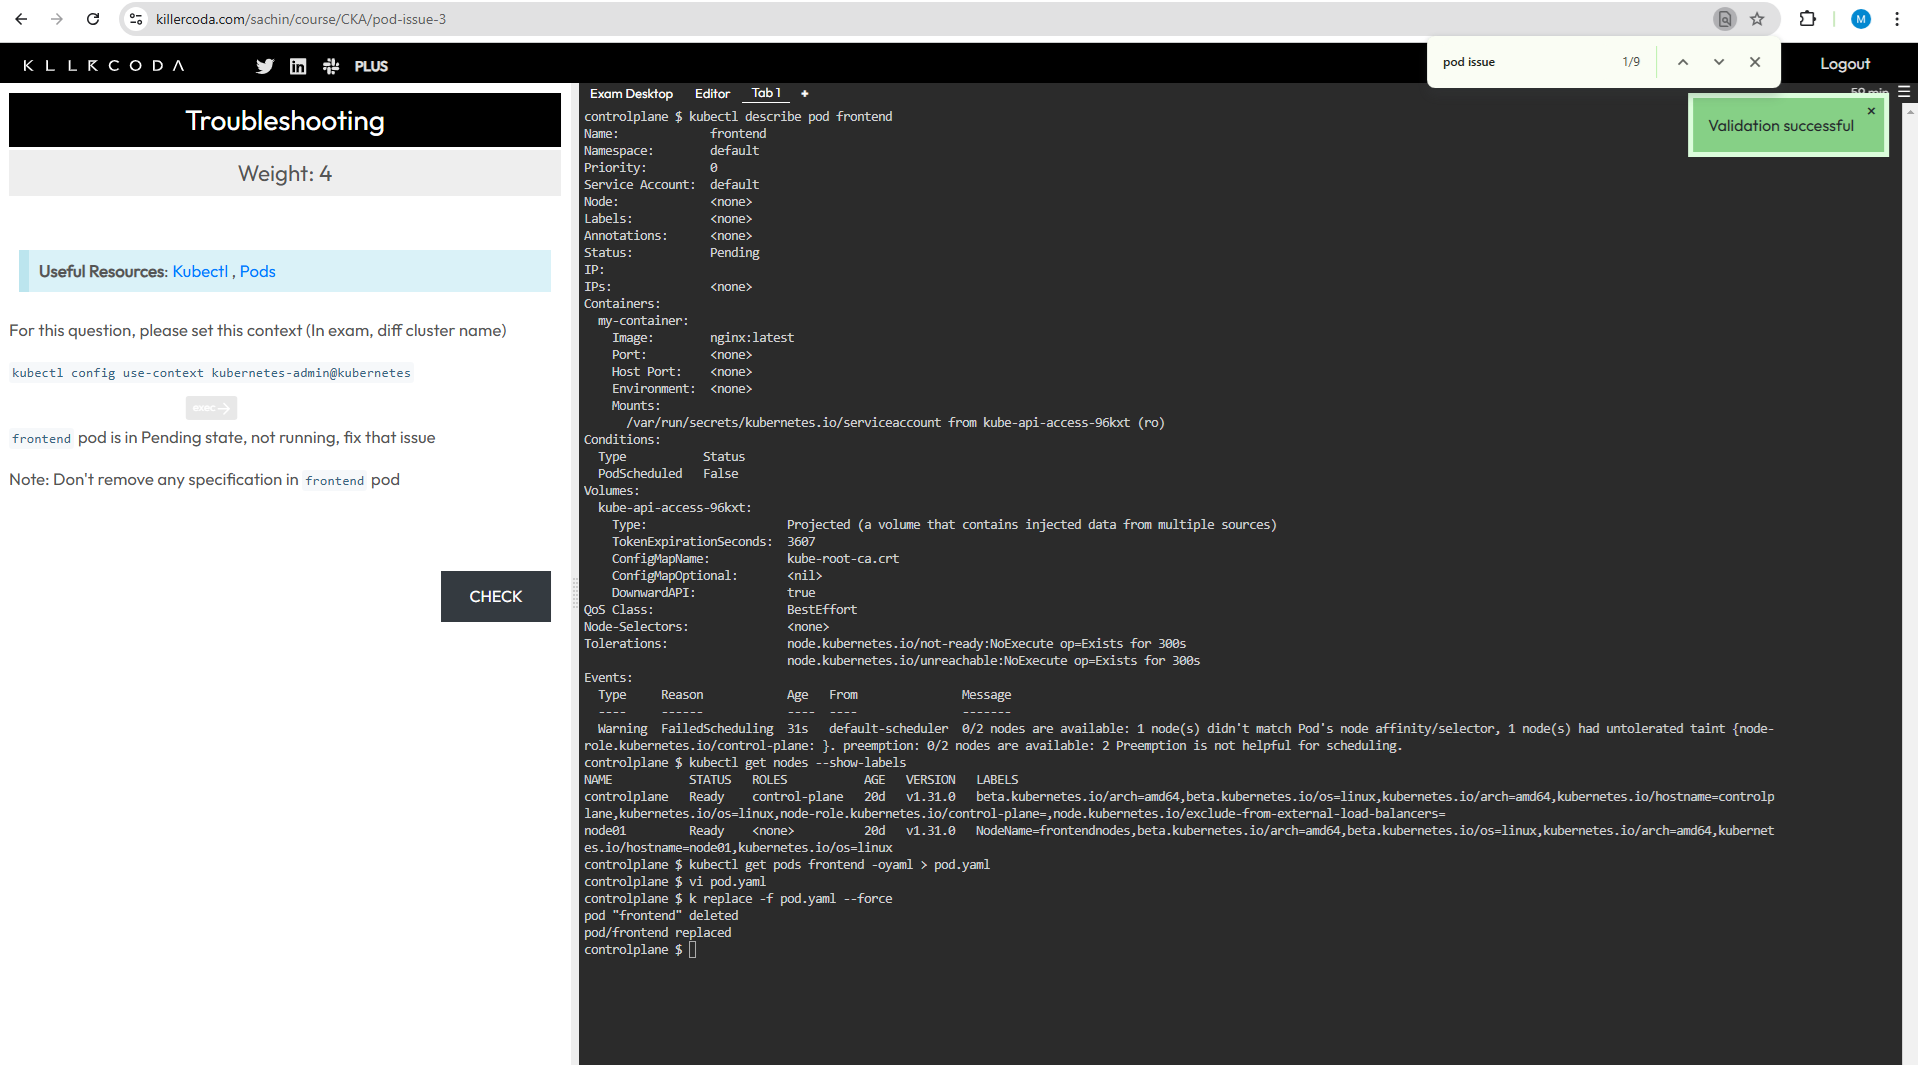 killercoda.com/sachin/course/CKA/pod-issue-3
M
pod issue 1/9
KLLRCODA PLUS Logout
Troubleshooting
Weight: 4
Useful Resources: Kubectl , Pods
For this question, please set this context (In exam, diff cluster name)
kubectl config use-context kubernetes-admin@kubernetes
exec
frontend pod is in Pending state, not running, fix that issue
Note: Don't remove any specification in frontend pod
CHECK
Exam Desktop Editor Tab 1 +
59 min
Validation successful
controlplane $ kubectl describe pod frontend
Name: frontend
Namespace: default
Priority: 0
Service Account: default
Node: <none>
Labels: <none>
Annotations: <none>
Status: Pending
IP:
IPs: <none>
Containers:
my-container:
Image: nginx:latest
Port: <none>
Host Port: <none>
Environment: <none>
Mounts:
/var/run/secrets/kubernetes.io/serviceaccount from kube-api-access-96kxt (ro)
Conditions:
Type Status
PodScheduled False
Volumes:
kube-api-access-96kxt:
Type: Projected (a volume that contains injected data from multiple sources)
TokenExpirationSeconds: 3607
ConfigMapName: kube-root-ca.crt
ConfigMapOptional: <nil>
DownwardAPI: true
QoS Class: BestEffort
Node-Selectors: <none>
Tolerations: node.kubernetes.io/not-ready:NoExecute op=Exists for 300s
node.kubernetes.io/unreachable:NoExecute op=Exists for 300s
Events:
Type Reason Age From Message
---- ------ ---- ---- -------
Warning FailedScheduling 31s default-scheduler 0/2 nodes are available: 1 node(s) didn't match Pod's node affinity/selector, 1 node(s) had untolerated taint {node-
role.kubernetes.io/control-plane: }. preemption: 0/2 nodes are available: 2 Preemption is not helpful for scheduling.
controlplane $ kubectl get nodes --show-labels
NAME STATUS ROLES AGE VERSION LABELS
controlplane Ready control-plane 20d v1.31.0 beta.kubernetes.io/arch=amd64,beta.kubernetes.io/os=linux,kubernetes.io/arch=amd64,kubernetes.io/hostname=controlp
lane,kubernetes.io/os=linux,node-role.kubernetes.io/control-plane=,node.kubernetes.io/exclude-from-external-load-balancers=
node01 Ready <none> 20d v1.31.0 NodeName=frontendnodes,beta.kubernetes.io/arch=amd64,beta.kubernetes.io/os=linux,kubernetes.io/arch=amd64,kubernet
es.io/hostname=node01,kubernetes.io/os=linux
controlplane $ kubectl get pods frontend -oyaml > pod.yaml
controlplane $ vi pod.yaml
controlplane $ k replace -f pod.yaml --force
pod "frontend" deleted
pod/frontend replaced
controlplane $